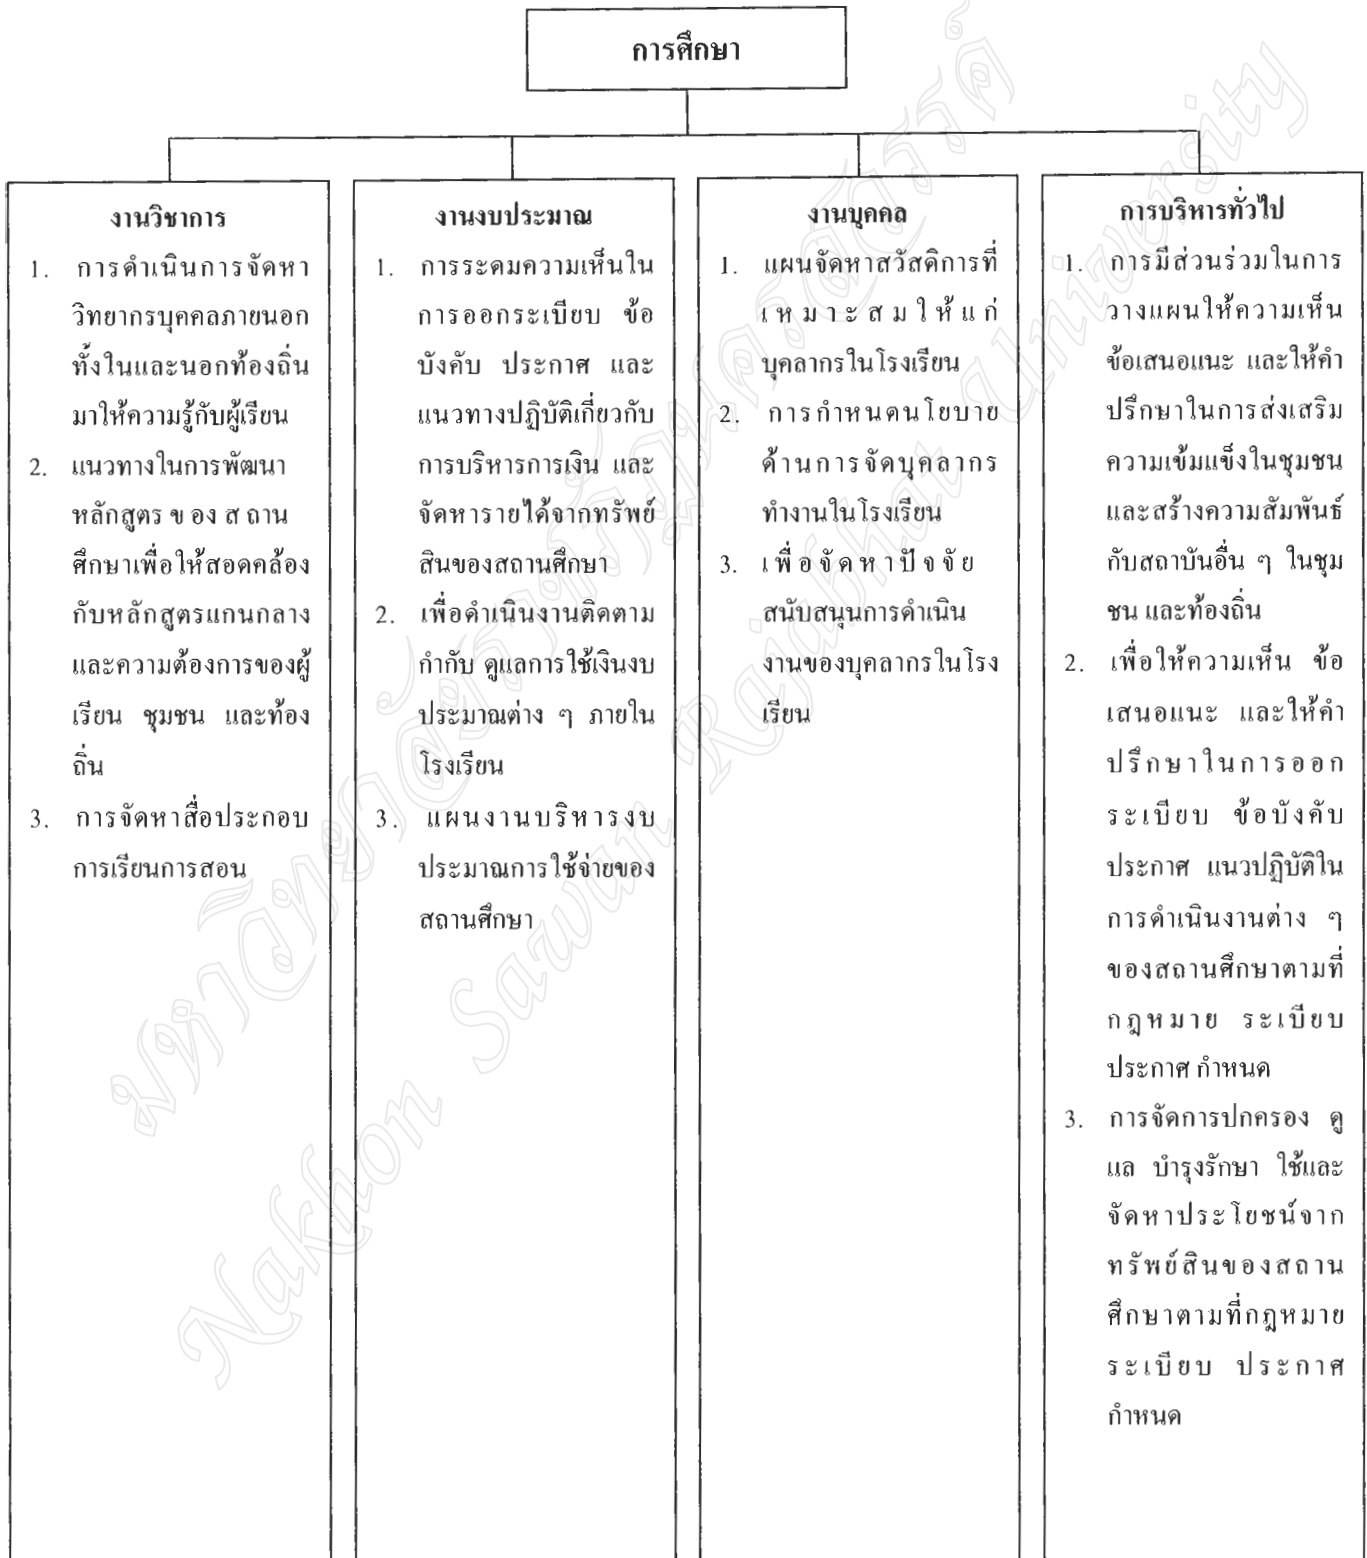 การศึกษา
งานวิชาการ
1. การดำเนินการจัดหา
วิทยากรบุคคลภายนอก
ทั้งในและนอกท้องถิ่น
มาให้ความรู้กับผู้เรียน
2. แนวทางในการพัฒนา
หลักสูตร ของ สถาน
ศึกษาเพื่อให้สอดคล้อง
กับหลักสูตรแกนกลาง
และความต้องการของผู้
เรียน ชุมชน และท้อง
ถิ่น
3. การจัดหาสื่อประกอบ
การเรียนการสอน
งานงบประมาณ
1. การระดมความเห็นใน
การออกระเบียบ ข้อ
บังคับ ประกาศ และ
แนวทางปฏิบัติเกี่ยวกับ
การบริหารการเงิน และ
จัดหารายได้จากทรัพย์
สินของสถานศึกษา
2. เพื่อดำเนินงานติดตาม
กำกับ ดูแลการใช้เงินงบ
ประมาณต่าง ๆ ภายใน
โรงเรียน
3. แผนงานบริหารงบ
ประมาณการใช้จ่ายของ
สถานศึกษา
งานบุคคล
1. แผนจัดหาสวัสดิการที่
เหมาะสมให้แก่
บุคลากรในโรงเรียน
2. การกำหนดนโยบาย
ด้านการจัดบุคลากร
ทำงานในโรงเรียน
3. เพื่อจัดหาปัจจัย
สนับสนุนการดำเนิน
งานของบุคลากรในโรง
เรียน
การบริหารทั่วไป
1. การมีส่วนร่วมในการ
วางแผนให้ความเห็น
ข้อเสนอแนะ และให้คำ
ปรึกษาในการส่งเสริม
ความเข้มแข็งในชุมชน
และสร้างความสัมพันธ์
กับสถาบันอื่น ๆ ในชุม
ชน และท้องถิ่น
2. เพื่อให้ความเห็น ข้อ
เสนอแนะ และให้คำ
ปรึกษาในการออก
ระเบียบ ข้อบังคับ
ประกาศ แนวปฏิบัติใน
การดำเนินงานต่าง ๆ
ของสถานศึกษาตามที่
กฎหมาย ระเบียบ
ประกาศ กำหนด
3. การจัดการปกครอง ดู
แล บำรุงรักษา ใช้และ
จัดหาประโยชน์จาก
ทรัพย์สินของสถาน
ศึกษาตามที่กฎหมาย
ระเบียบ ประกาศ
กำหนด
มหาวิทยาลัยราชภัฏนครสวรรค์
Nakhon Sawan Rajabhat University